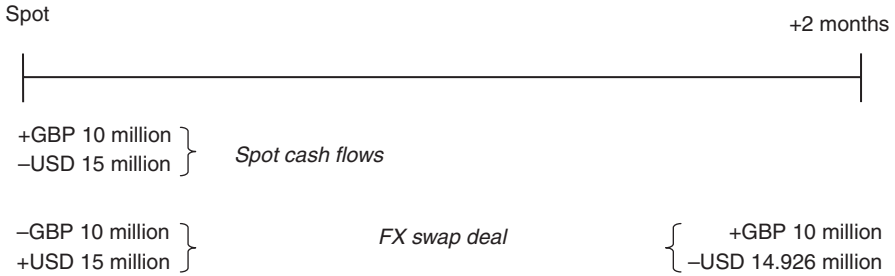 Spot
+2 months
+GBP 10 million
–USD 15 million
Spot cash flows
–GBP 10 million
+USD 15 million
FX swap deal
+GBP 10 million
–USD 14.926 million